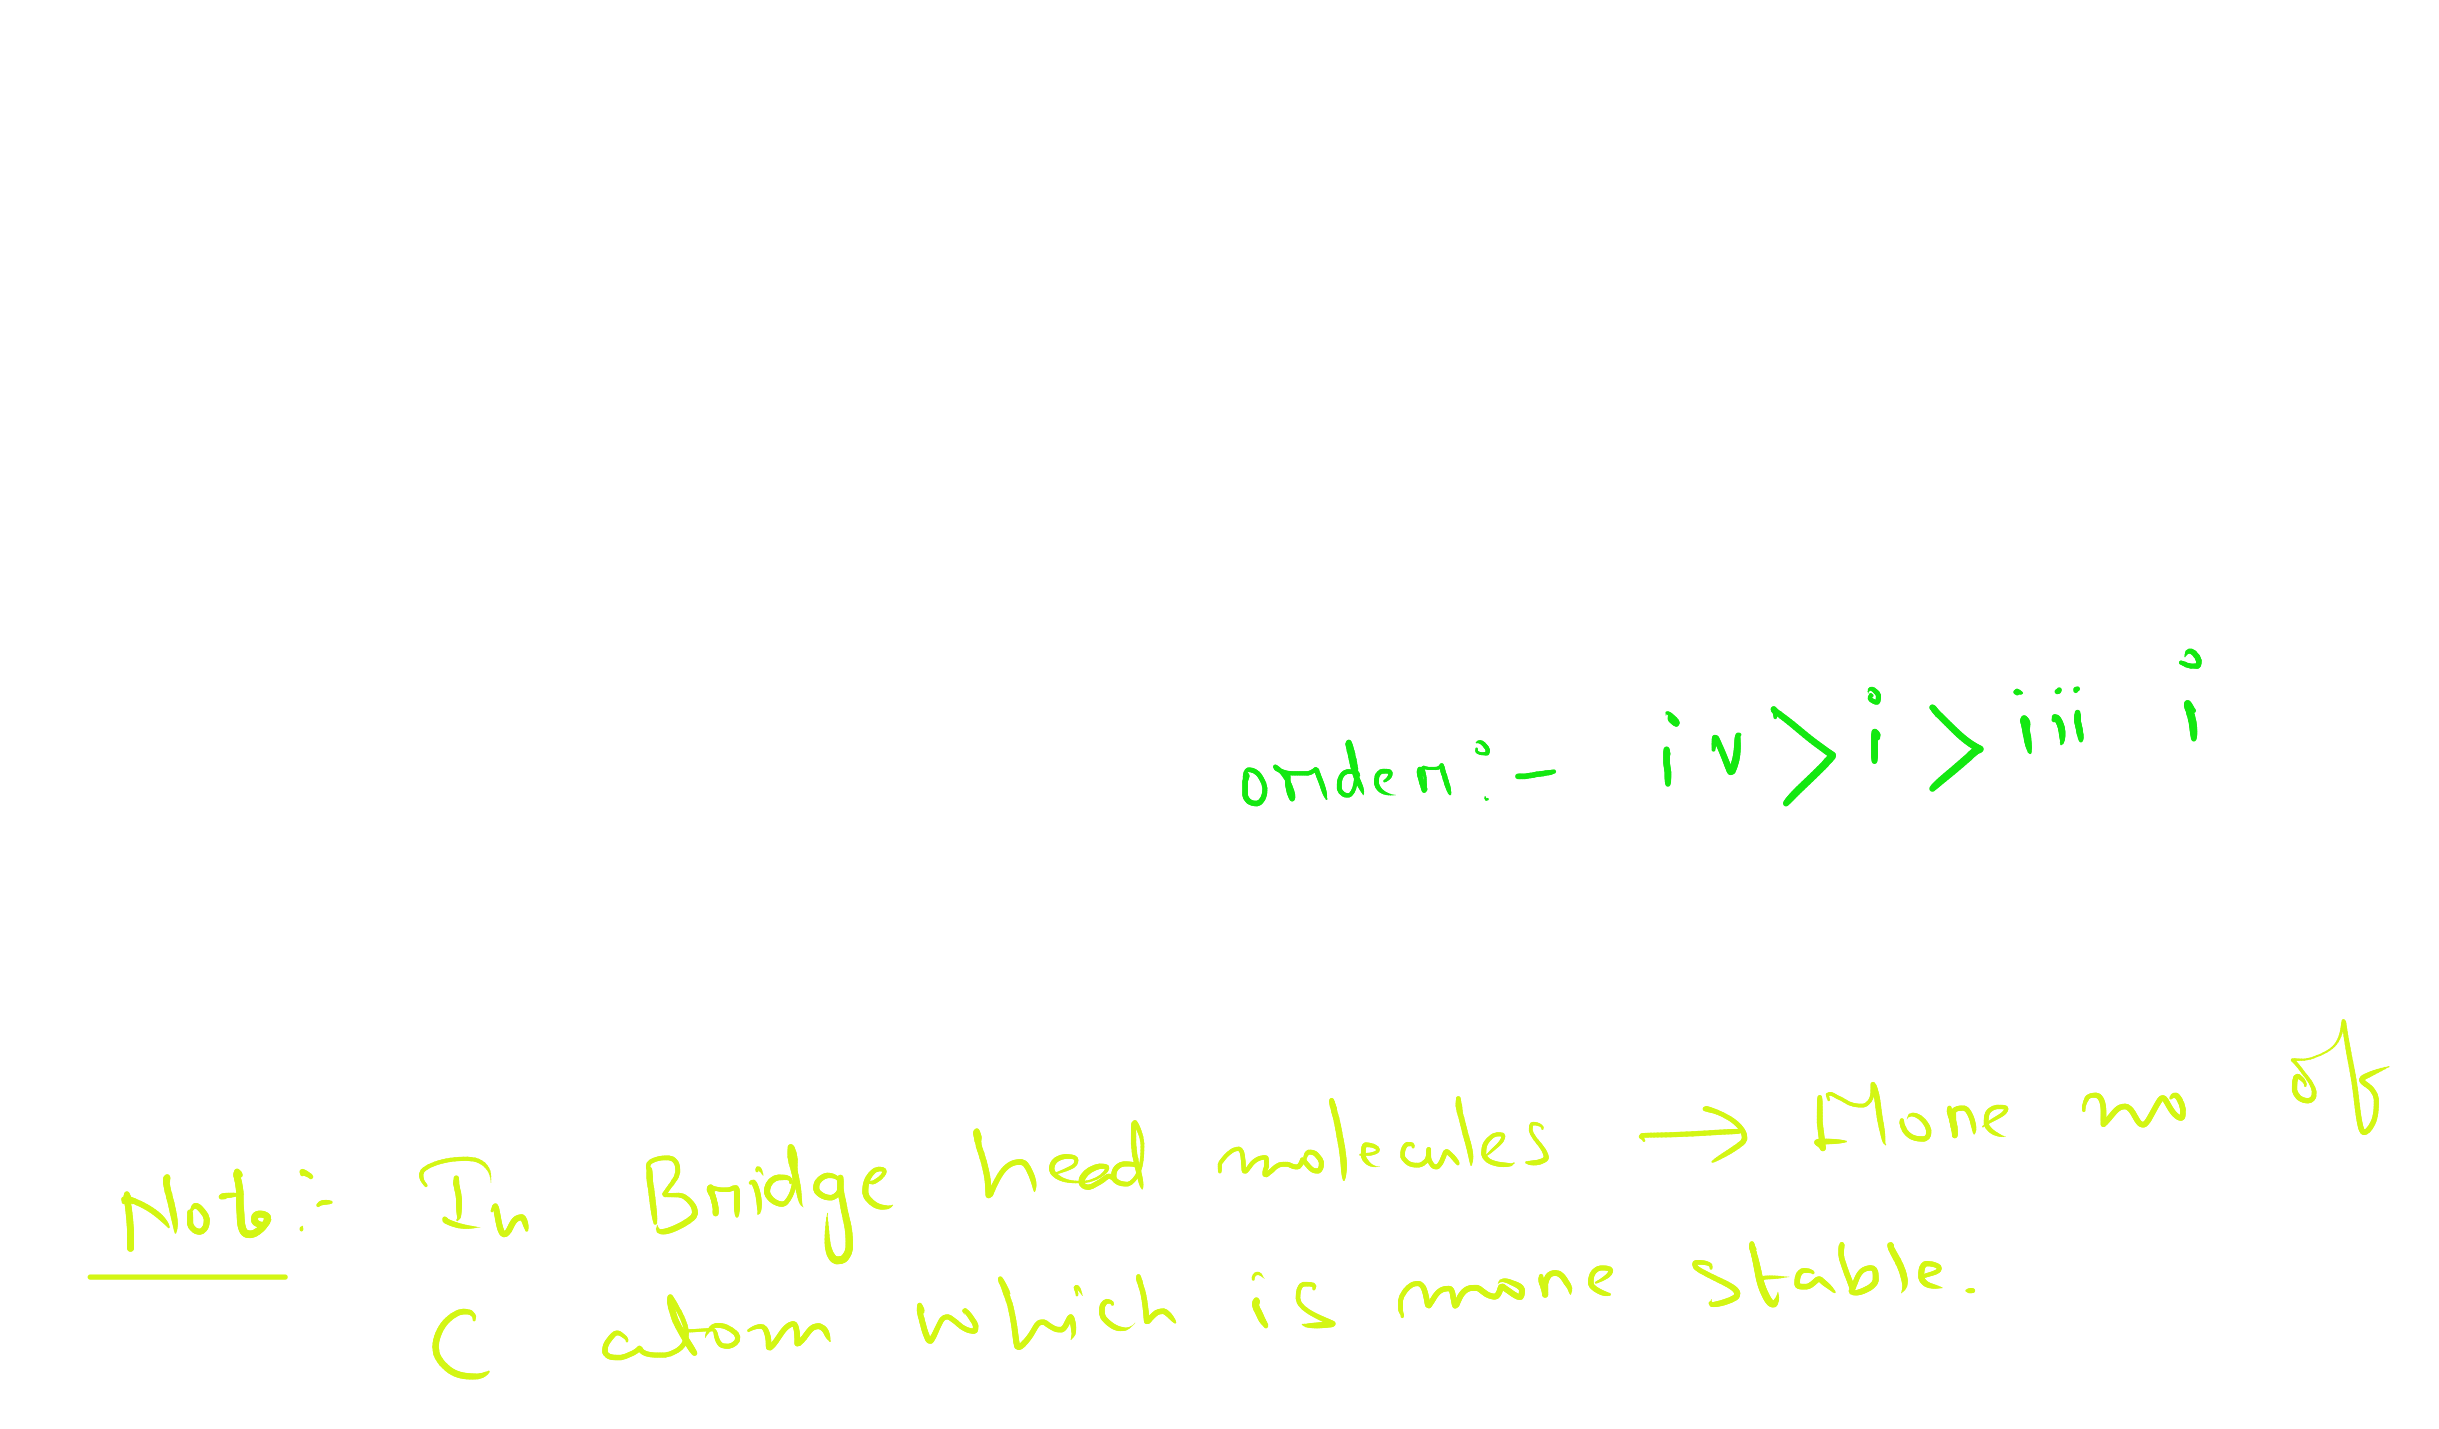 order:- iv > i > iii i
Note:- In Bridge head molecules → More no of
C atom which is more stable.